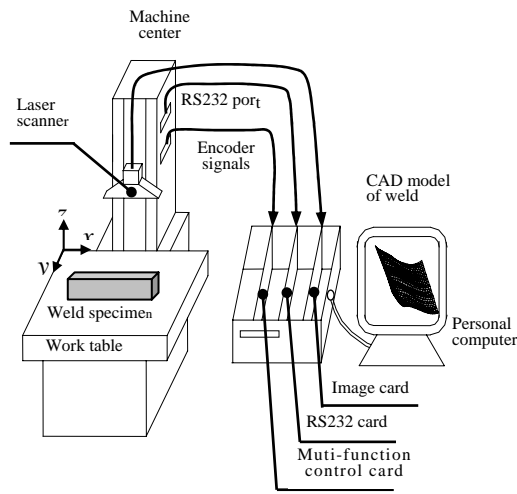 Machine
center
Laser
scanner
RS232 port
Encoder
signals
CAD model
of weld
z
x
y
Weld specimen
Work table
Personal
computer
Image card
RS232 card
Muti-function
control card